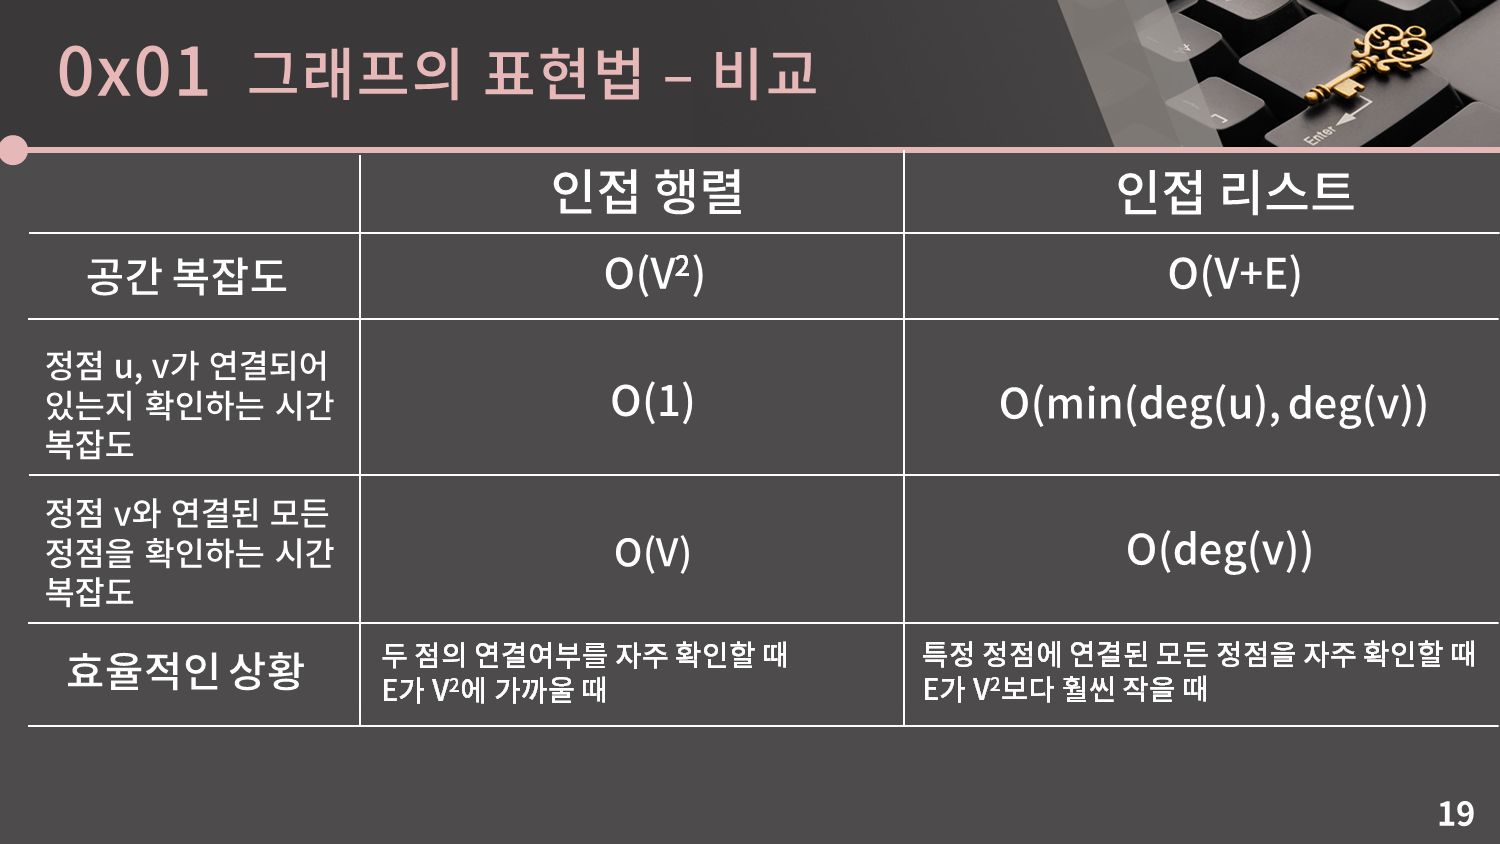 0x01 그래프의 표현법 – 비교
인접 행렬
인접 리스트
공간 복잡도
O(V²)
O(V+E)
정점 u, v가 연결되어
있는지 확인하는 시간
복잡도
O(1)
O(min(deg(u), deg(v))
정점 v와 연결된 모든
정점을 확인하는 시간
복잡도
O(V)
O(deg(v))
효율적인 상황
두 점의 연결여부를 자주 확인할 때
E가 V²에 가까울 때
특정 정점에 연결된 모든 정점을 자주 확인할 때
E가 V²보다 훨씬 작을 때
Enter
19